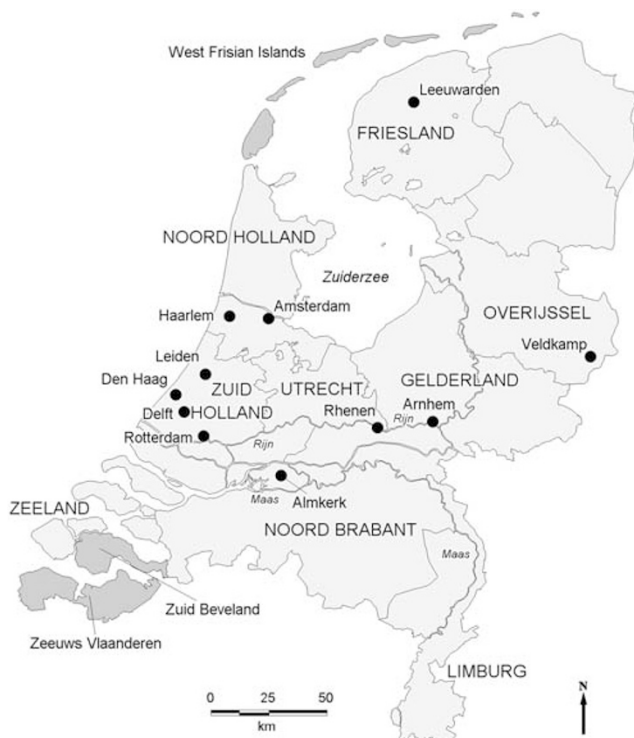 West Frisian Islands
Leeuwarden
FRIESLAND
NOORD HOLLAND
Zuiderzee
Haarlem
Amsterdam
OVERIJSSEL
Veldkamp
Leiden
Den Haag
ZUID
HOLLAND
UTRECHT
GELDERLAND
Delft
Rhenen
Arnhem
Rijn
Rotterdam
Rijn
Maas
Almkerk
ZEELAND
NOORD BRABANT
Maas
Zuid Beveland
Zeeuws Vlaanderen
LIMBURG
N
0 25 50
km